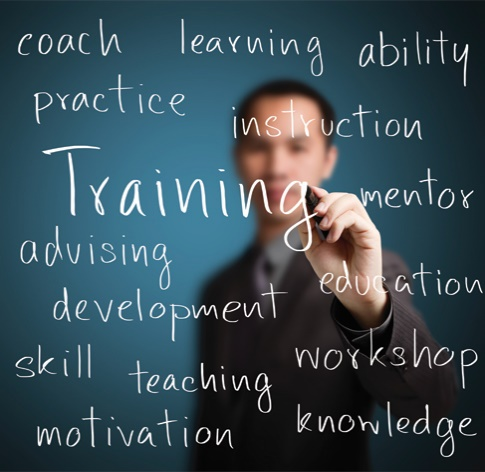 coach learning ability
practice
instruction
Training mentor
advising
education
development
skill teaching workshop
motivation knowledge